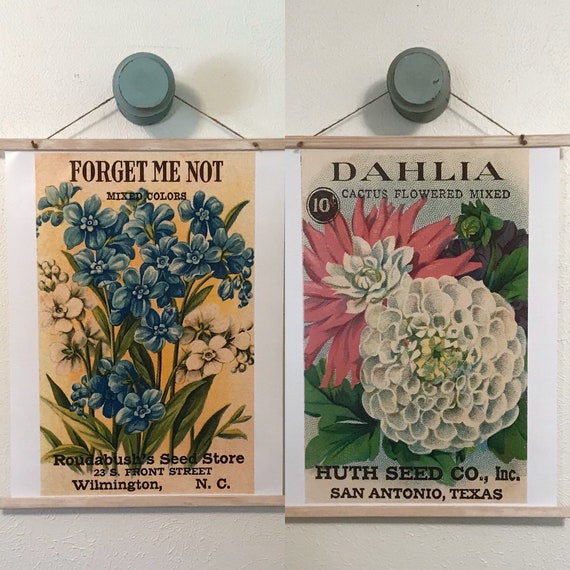 FORGET ME NOT
MIXED COLORS
Roudabush's Seed Store
23 S. FRONT STREET
Wilmington, N. C.
DAHLIA
CACTUS FLOWERED MIXED
10¢
HUTH SEED CO., Inc.
SAN ANTONIO, TEXAS